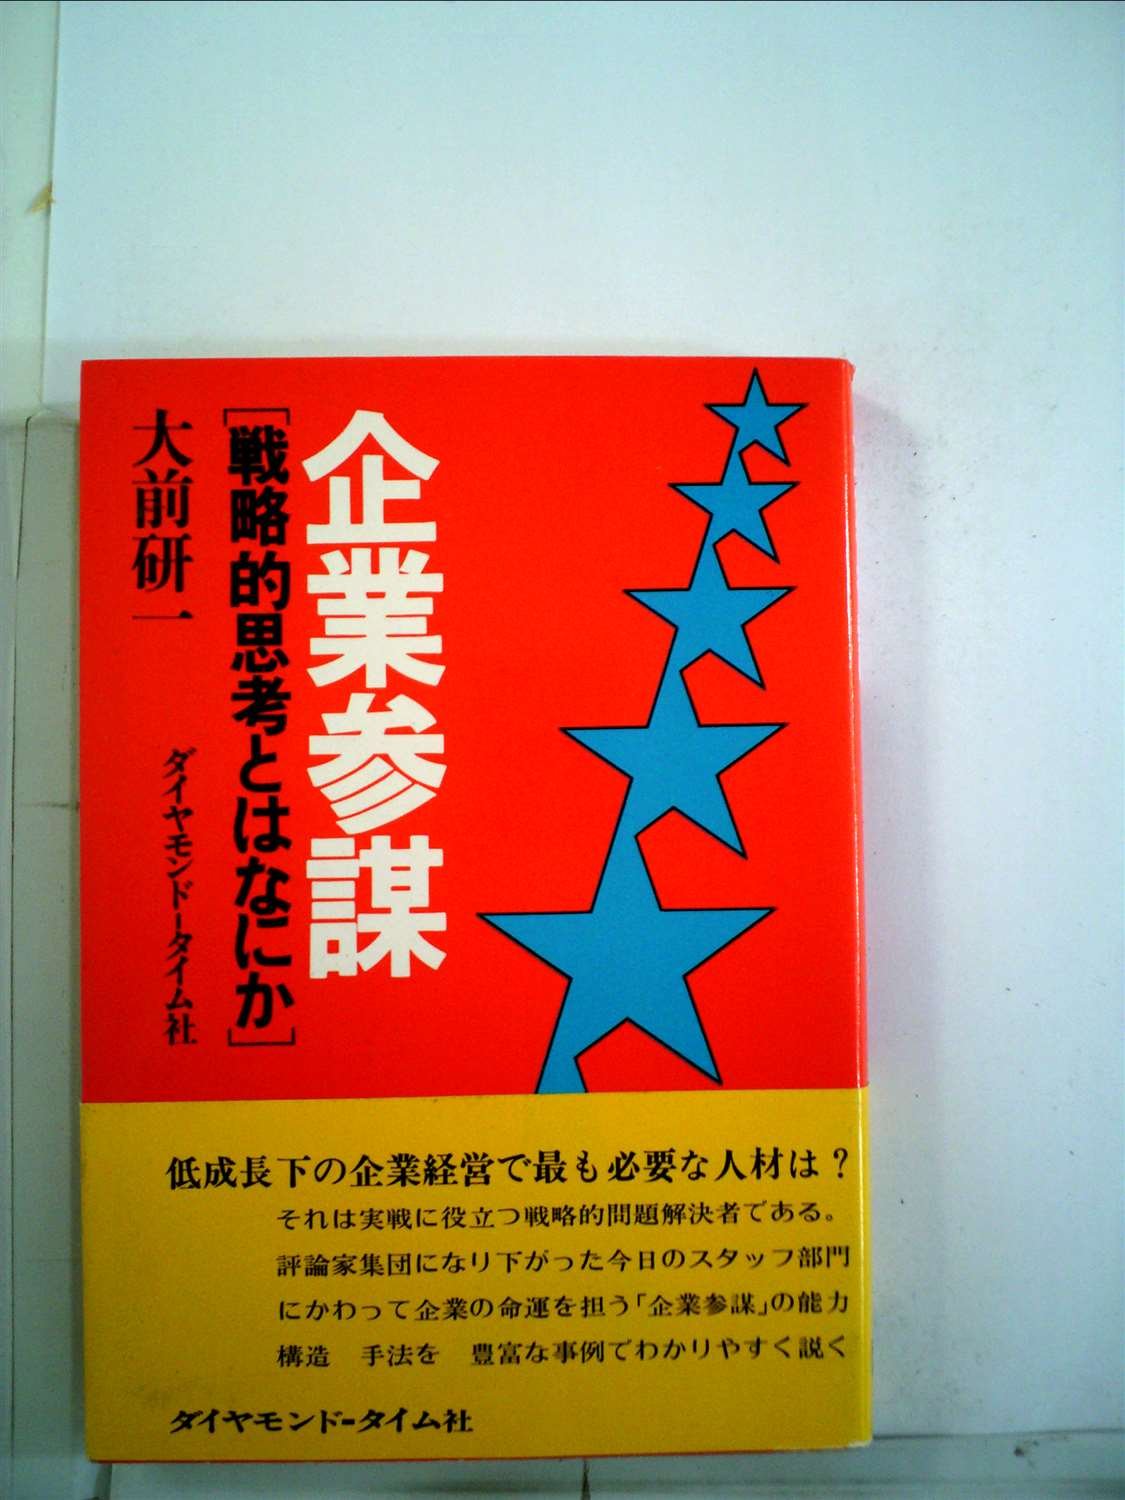 企業参謀
[戦略的思考とはなにか]
大前研一
ダイヤモンド-タイム社
低成長下の企業経営で最も必要な人材は？
それは実戦に役立つ戦略的問題解決者である。
評論家集団になり下がった今日のスタッフ部門
にかわって企業の命運を担う「企業参謀」の能力
構造　手法を　豊富な事例でわかりやすく説く
ダイヤモンド-タイム社